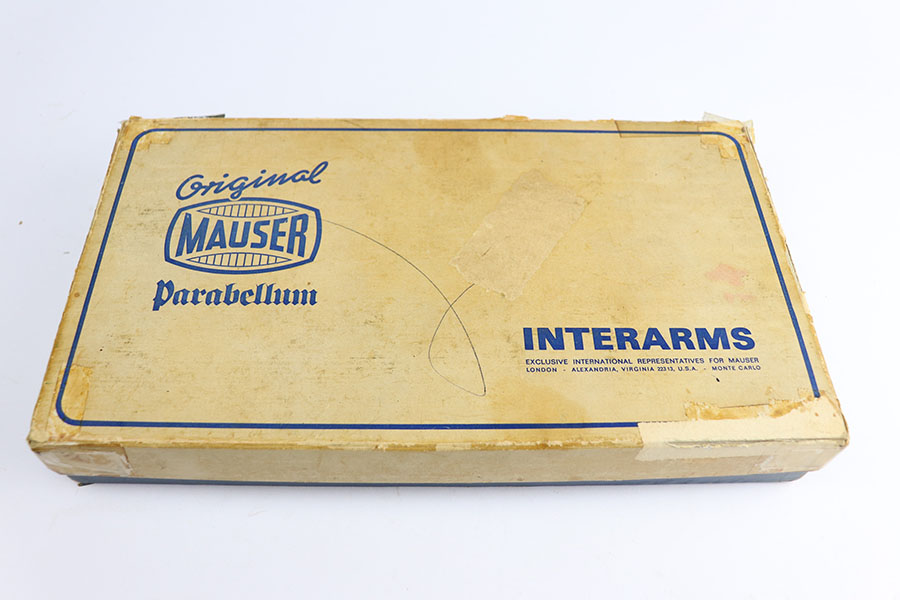 Original
MAUSER
Parabellum
INTERARMS
EXCLUSIVE INTERNATIONAL REPRESENTATIVES FOR MAUSER
LONDON - ALEXANDRIA, VIRGINIA 22313, U.S.A. - MONTE CARLO